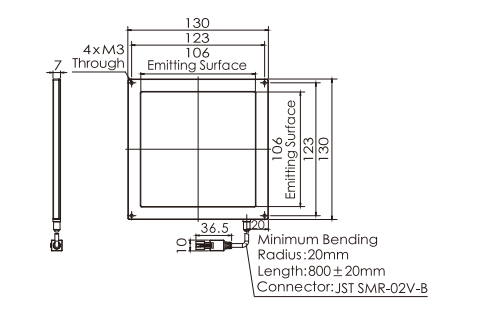 130
123
106
Emitting Surface
4xM3
Through
7
106
Emitting Surface
123
130
20
36.5
10
Minimum Bending
Radius:20mm
Length:800±20mm
Connector:JST SMR-02V-B